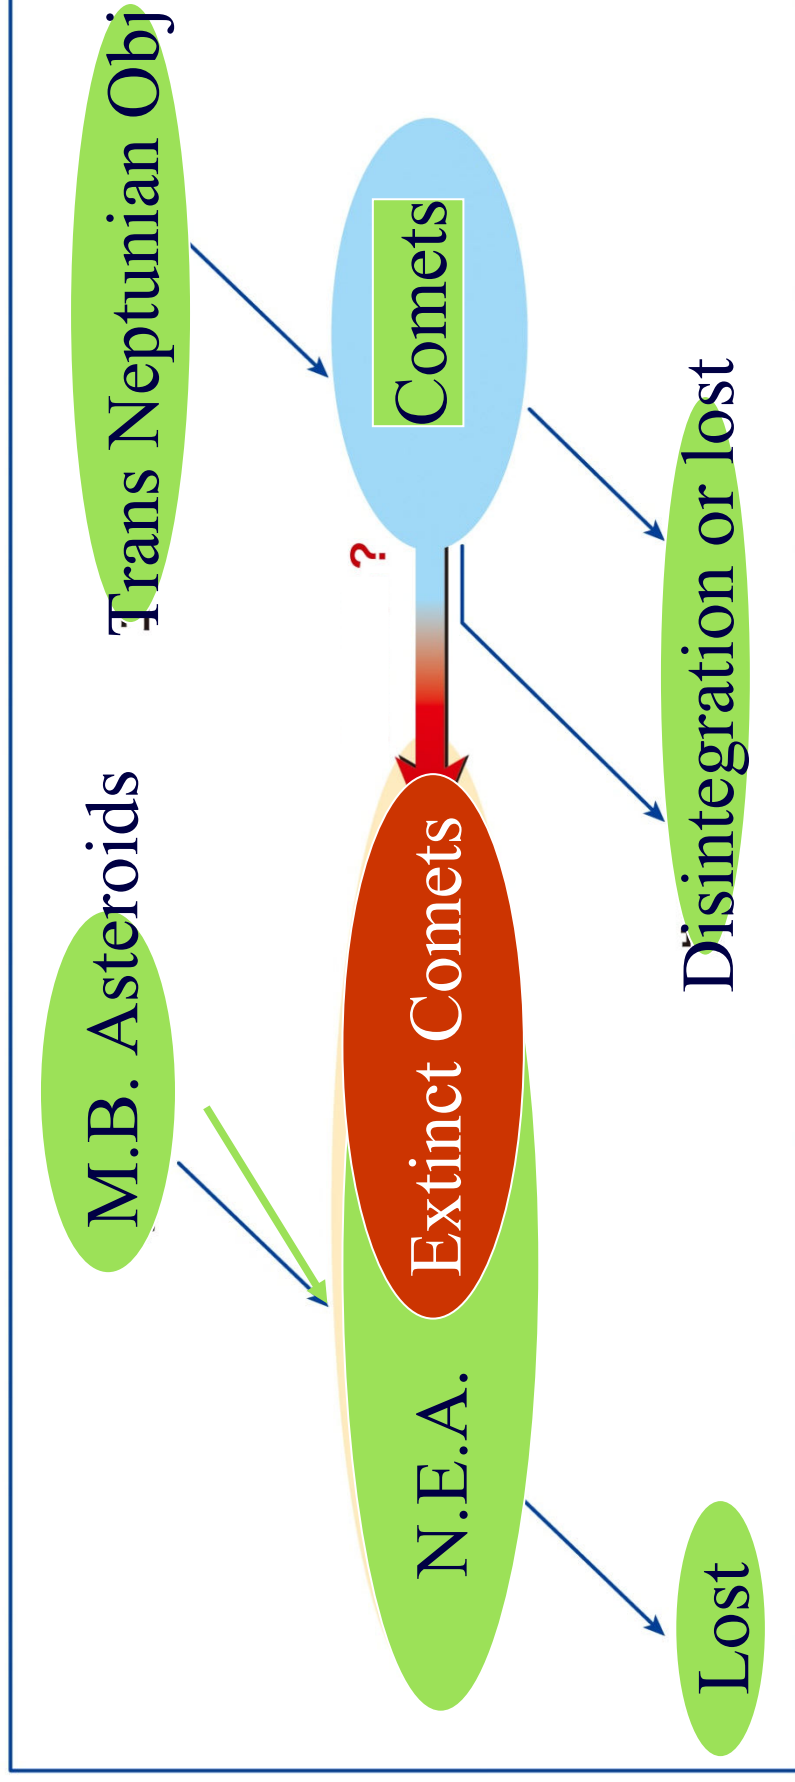 M.B. Asteroids
Trans Neptunian Obj
?
N.E.A.
Extinct Comets
Comets
Lost
Disintegration or lost